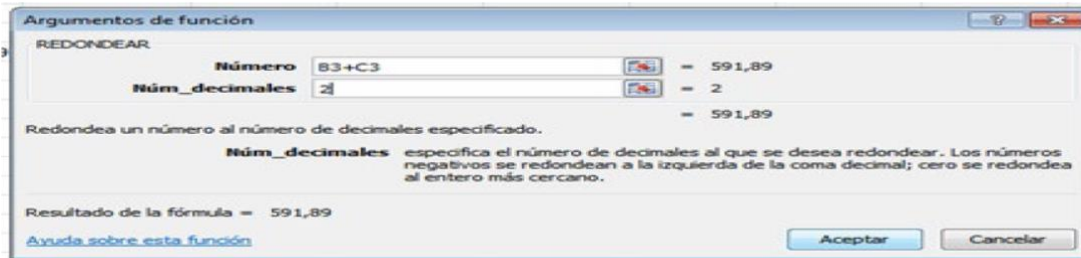 Argumentos de función
REDONDEAR
Número B3+C3 = 591,89
Núm_decimales 2 = 2
= 591,89
Redondea un número al número de decimales especificado.
Núm_decimales especifica el número de decimales al que se desea redondear. Los números
negativos se redondean a la izquierda de la coma decimal; cero se redondea
al entero más cercano.
Resultado de la fórmula = 591,89
Ayuda sobre esta función Aceptar Cancelar